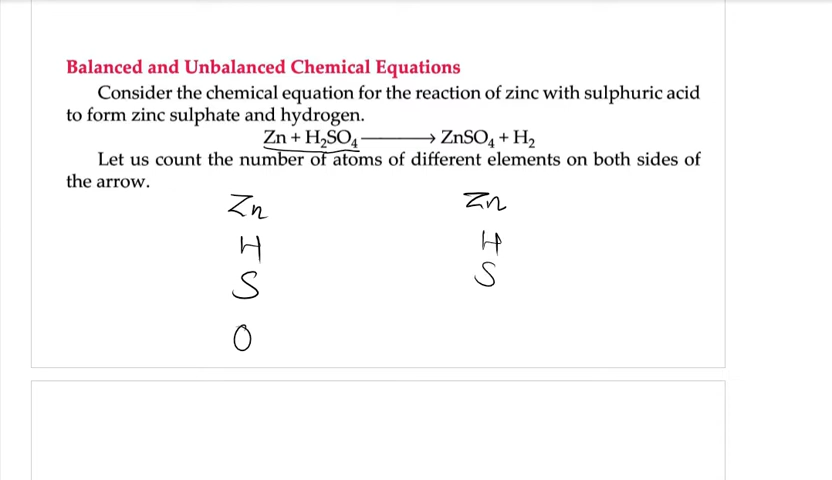 Balanced and Unbalanced Chemical Equations
Consider the chemical equation for the reaction of zinc with sulphuric acid
to form zinc sulphate and hydrogen.
Zn + H₂SO₄ ⟶ ZnSO₄ + H₂
Let us count the number of atoms of different elements on both sides of
the arrow.
Zn Zn
H H
S S
O